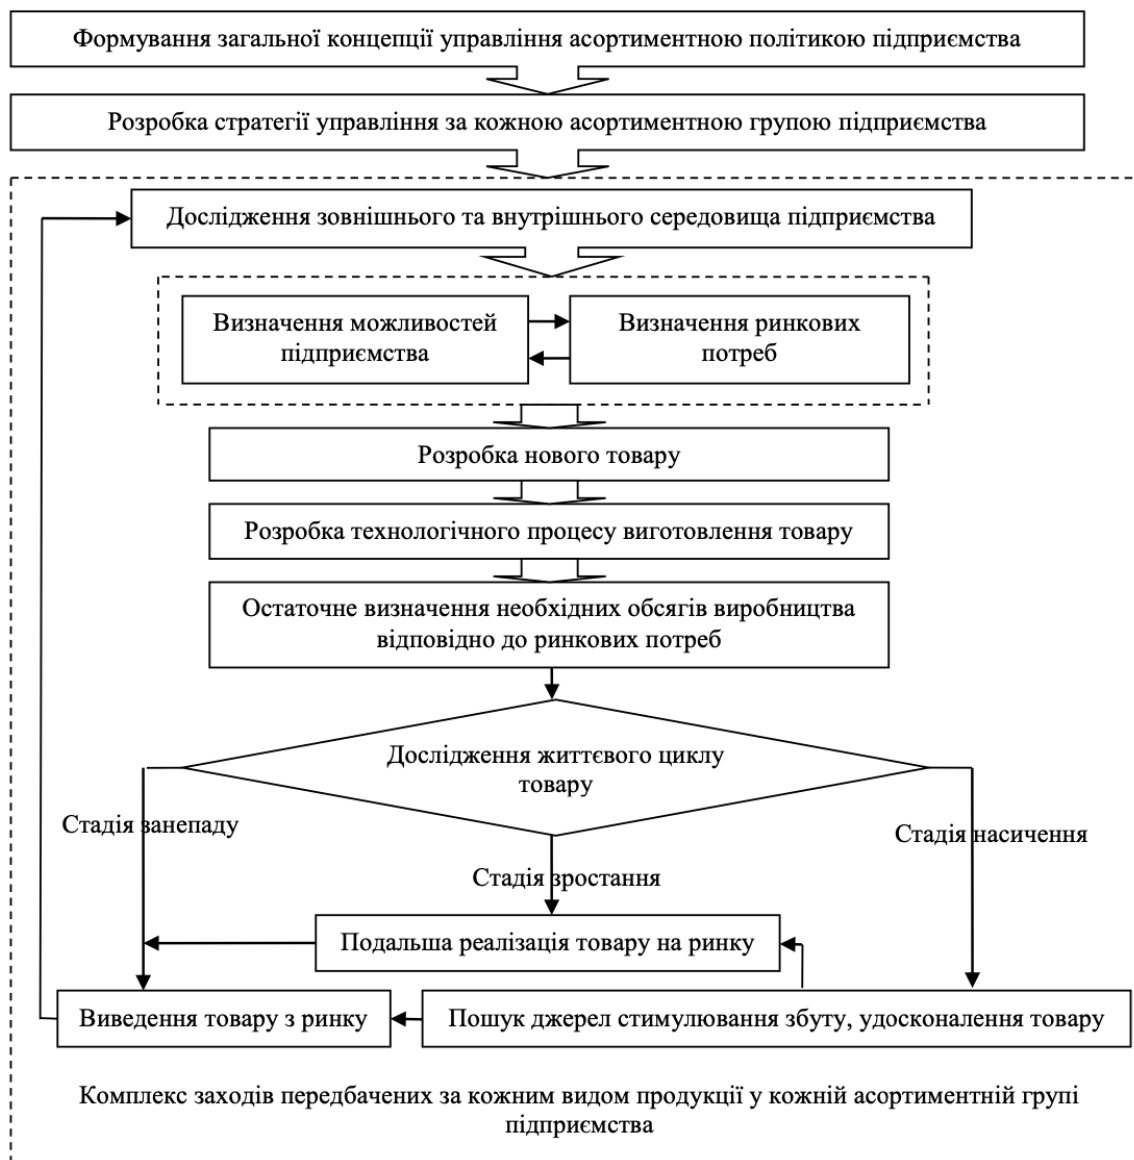 Формування загальної концепції управління асортиментною політикою підприємства
Розробка стратегії управління за кожною асортиментною групою підприємства
Дослідження зовнішнього та внутрішнього середовища підприємства
Визначення можливостей
підприємства
Визначення ринкових
потреб
Розробка нового товару
Розробка технологічного процесу виготовлення товару
Остаточне визначення необхідних обсягів виробництва
відповідно до ринкових потреб
Дослідження життєвого циклу
товару
Стадія занепаду
Стадія насичення
Стадія зростання
Подальша реалізація товару на ринку
Виведення товару з ринку
Пошук джерел стимулювання збуту, удосконалення товару
Комплекс заходів передбачених за кожним видом продукції у кожній асортиментній групі
підприємства